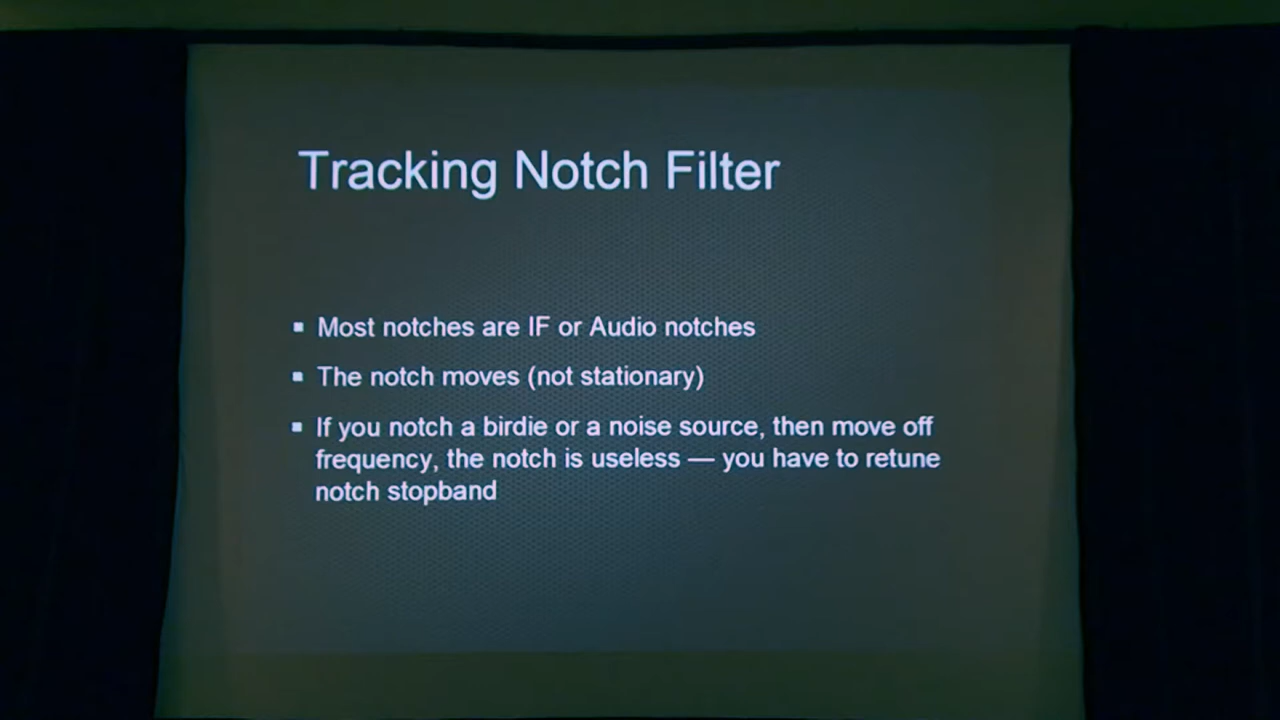 Tracking Notch Filter
▪ Most notches are IF or Audio notches
▪ The notch moves (not stationary)
▪ If you notch a birdie or a noise source, then move off
frequency, the notch is useless — you have to retune
notch stopband